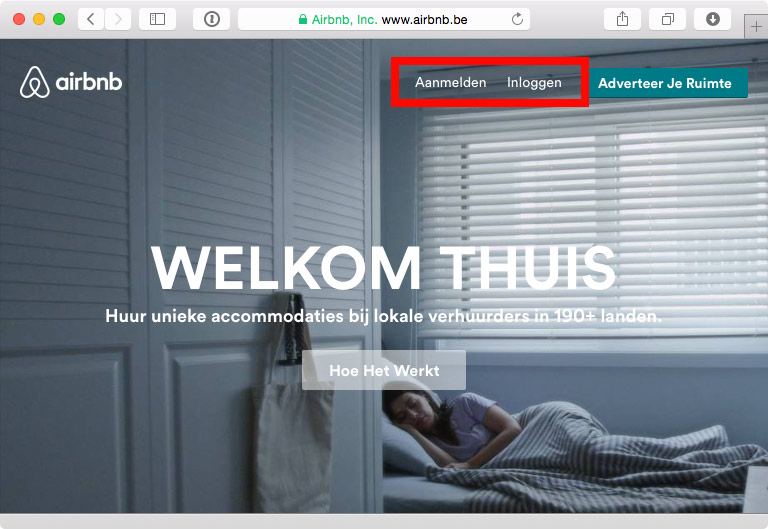 Airbnb, Inc. www.airbnb.be
airbnb
Aanmelden Inloggen Adverteer Je Ruimte
WELKOM THUIS
Huur unieke accommodaties bij lokale verhuurders in 190+ landen.
Hoe Het Werkt